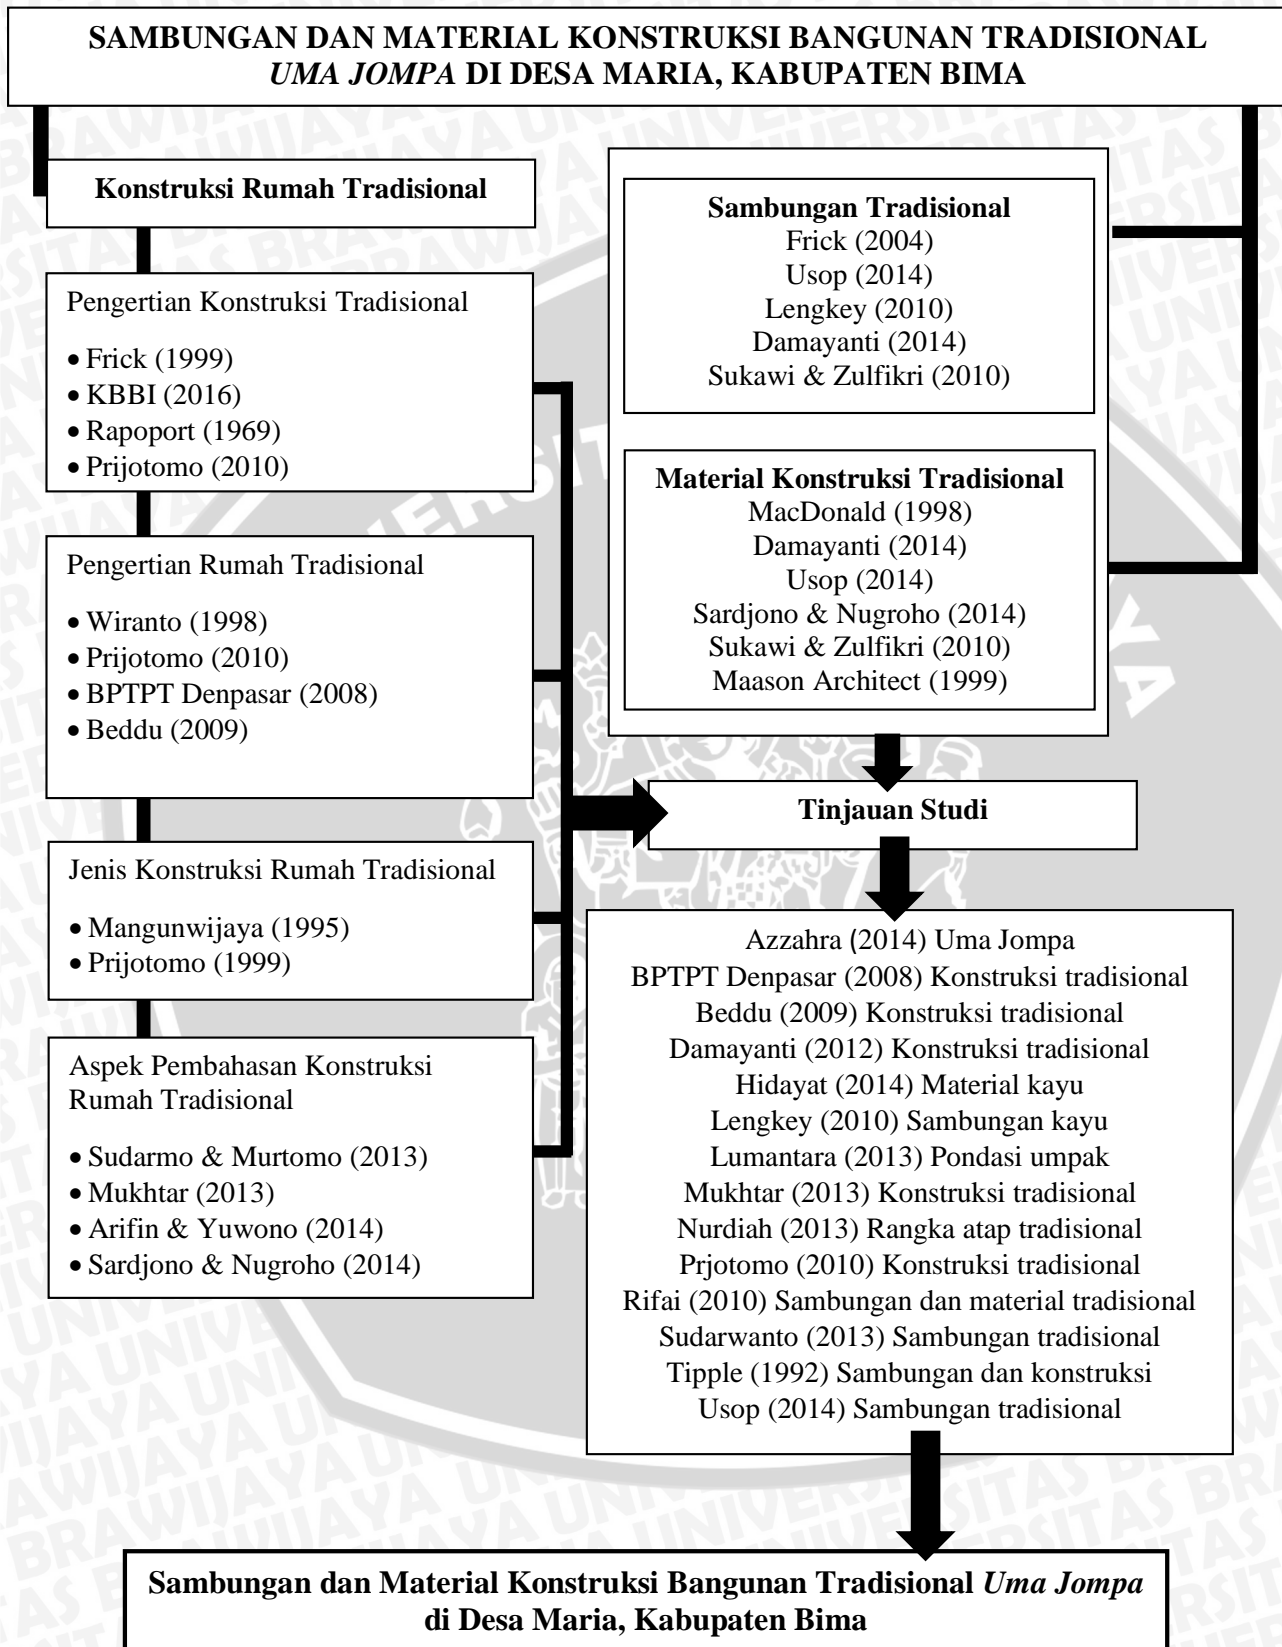 SAMBUNGAN DAN MATERIAL KONSTRUKSI BANGUNAN TRADISIONAL
UMA JOMPA DI DESA MARIA, KABUPATEN BIMA
Konstruksi Rumah Tradisional
Pengertian Konstruksi Tradisional
• Frick (1999)
• KBBI (2016)
• Rapoport (1969)
• Prijotomo (2010)
Pengertian Rumah Tradisional
• Wiranto (1998)
• Prijotomo (2010)
• BPTPT Denpasar (2008)
• Beddu (2009)
Jenis Konstruksi Rumah Tradisional
• Mangunwijaya (1995)
• Prijotomo (1999)
Aspek Pembahasan Konstruksi
Rumah Tradisional
• Sudarmo & Murtomo (2013)
• Mukhtar (2013)
• Arifin & Yuwono (2014)
• Sardjono & Nugroho (2014)
Sambungan Tradisional
Frick (2004)
Usop (2014)
Lengkey (2010)
Damayanti (2014)
Sukawi & Zulfikri (2010)
Material Konstruksi Tradisional
MacDonald (1998)
Damayanti (2014)
Usop (2014)
Sardjono & Nugroho (2014)
Sukawi & Zulfikri (2010)
Maason Architect (1999)
Tinjauan Studi
Azzahra (2014) Uma Jompa
BPTPT Denpasar (2008) Konstruksi tradisional
Beddu (2009) Konstruksi tradisional
Damayanti (2012) Konstruksi tradisional
Hidayat (2014) Material kayu
Lengkey (2010) Sambungan kayu
Lumantara (2013) Pondasi umpak
Mukhtar (2013) Konstruksi tradisional
Nurdiah (2013) Rangka atap tradisional
Prjotomo (2010) Konstruksi tradisional
Rifai (2010) Sambungan dan material tradisional
Sudarwanto (2013) Sambungan tradisional
Tipple (1992) Sambungan dan konstruksi
Usop (2014) Sambungan tradisional
Sambungan dan Material Konstruksi Bangunan Tradisional Uma Jompa
di Desa Maria, Kabupaten Bima